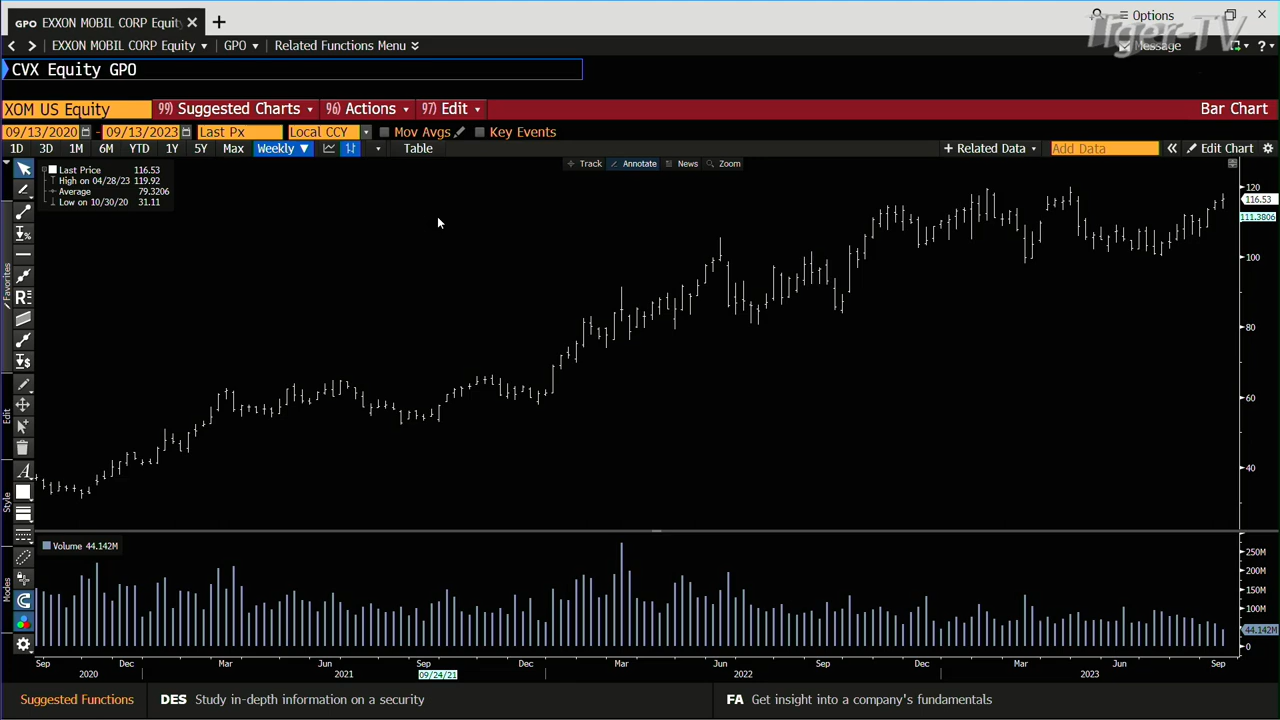 GPO EXXON MOBIL CORP Equit
Options
Tiger-TV
EXXON MOBIL CORP Equity GPO Related Functions Menu
Message ?
CVX Equity GPO
XOM US Equity 99) Suggested Charts 96) Actions 97) Edit Bar Chart
09/13/2020 - 09/13/2023 Last Px Local CCY Mov Avgs Key Events
1D 3D 1M 6M YTD 1Y 5Y Max Weekly Table + Related Data Add Data Edit Chart
Track Annotate News Zoom
Last Price 116.53
High on 04/28/23 119.92
Average 79.3206
Low on 10/30/20 31.11
120
116.53
111.3806
100
80
60
40
Favorites
Edit
Style
Modes
Volume 44.142M
250M
200M
150M
100M
44.142M
0
Sep Dec Mar Jun Sep Dec Mar Jun Sep Dec Mar Jun Sep
2020 2021 09/24/21 2022 2023
Suggested Functions DES Study in-depth information on a security FA Get insight into a company's fundamentals